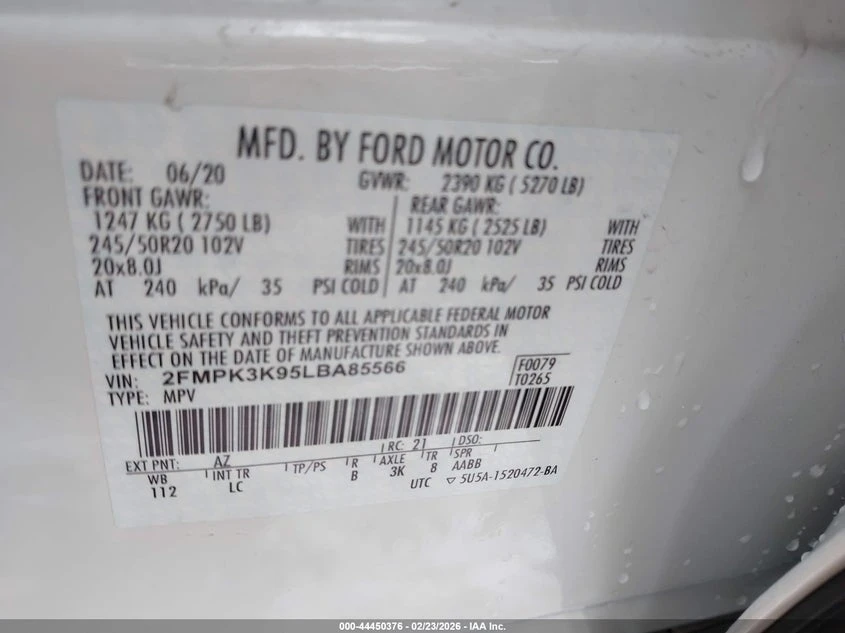 MFD. BY FORD MOTOR CO.
DATE: 06/20 GVWR: 2390 KG ( 5270 LB)
FRONT GAWR: REAR GAWR:
1247 KG ( 2750 LB) WITH 1145 KG ( 2525 LB) WITH
245/50R20 102V TIRES 245/50R20 102V TIRES
20x8.0J RIMS 20x8.0J RIMS
AT 240 kPa/ 35 PSI COLD AT 240 kPa/ 35 PSI COLD
THIS VEHICLE CONFORMS TO ALL APPLICABLE FEDERAL MOTOR
VEHICLE SAFETY AND THEFT PREVENTION STANDARDS IN
EFFECT ON THE DATE OF MANUFACTURE SHOWN ABOVE.
VIN: 2FMPK3K95LBA85566 F0079
TYPE: MPV T0265
EXT PNT: AZ RC: 21 DSO:
WB INT TR TP/PS R AXLE TR SPR
112 LC B 3K 8 AABB
UTC 5U5A-1520472-BA
000-44450376 - 02/23/2026 - IAA Inc.